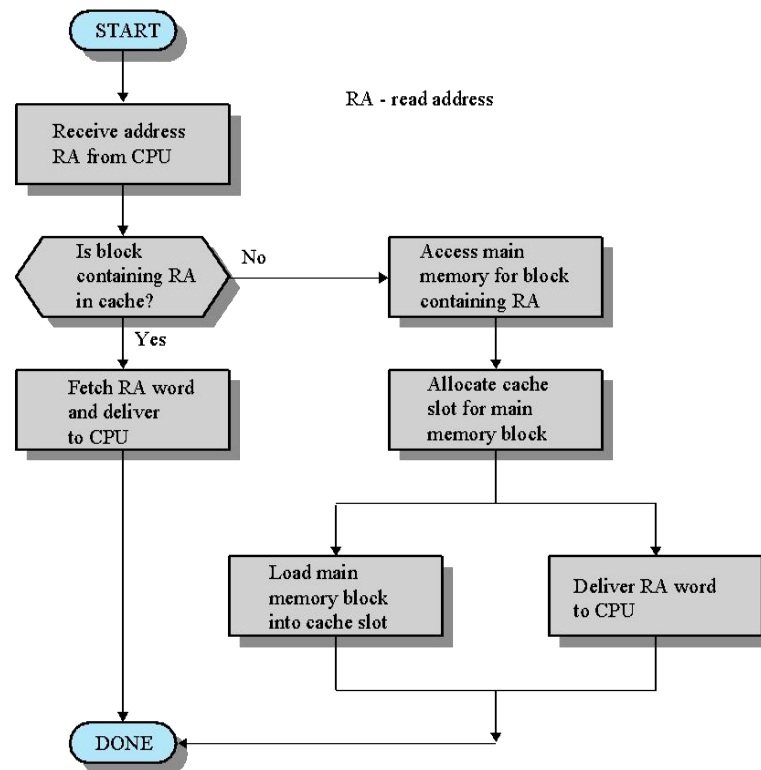 START
RA - read address
Receive address
RA from CPU
Is block
containing RA
in cache?
No
Access main
memory for block
containing RA
Yes
Fetch RA word
and deliver
to CPU
Allocate cache
slot for main
memory block
Load main
memory block
into cache slot
Deliver RA word
to CPU
DONE